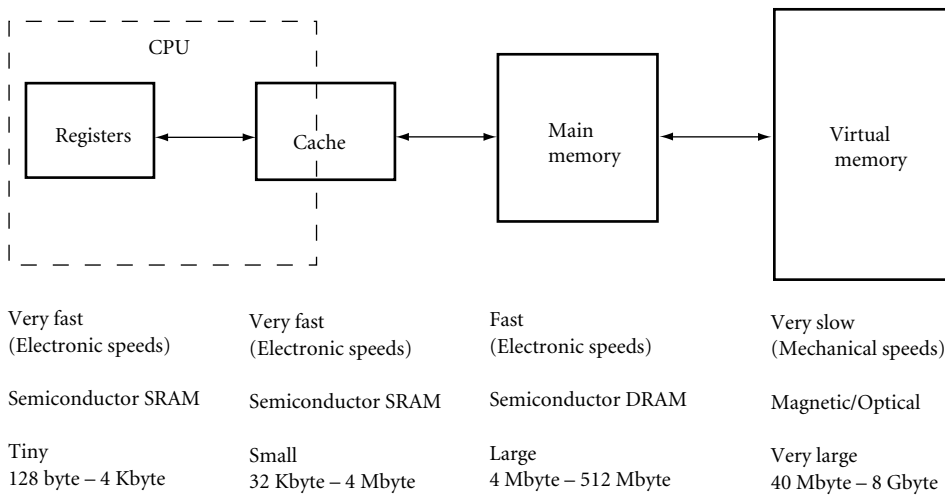 CPU
Registers
Cache
Main
memory
Virtual
memory
Very fast
(Electronic speeds)
Very fast
(Electronic speeds)
Fast
(Electronic speeds)
Very slow
(Mechanical speeds)
Semiconductor SRAM
Semiconductor SRAM
Semiconductor DRAM
Magnetic/Optical
Tiny
128 byte – 4 Kbyte
Small
32 Kbyte – 4 Mbyte
Large
4 Mbyte – 512 Mbyte
Very large
40 Mbyte – 8 Gbyte